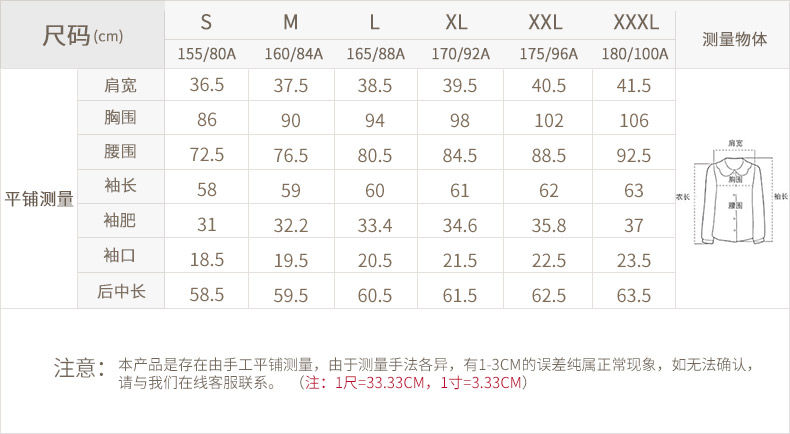 尺码(cm) S M L XL XXL XXXL 测量物体
155/80A 160/84A 165/88A 170/92A 175/96A 180/100A
平铺测量
肩宽 36.5 37.5 38.5 39.5 40.5 41.5
胸围 86 90 94 98 102 106
腰围 72.5 76.5 80.5 84.5 88.5 92.5
袖长 58 59 60 61 62 63
袖肥 31 32.2 33.4 34.6 35.8 37
袖口 18.5 19.5 20.5 21.5 22.5 23.5
后中长 58.5 59.5 60.5 61.5 62.5 63.5
肩宽
胸围
衣长
袖长
腰围
注意：本产品是存在由手工平铺测量，由于测量手法各异，有1-3CM的误差纯属正常现象，如无法确认，
请与我们在线客服联系。 （注：1尺=33.33CM，1寸=3.33CM）